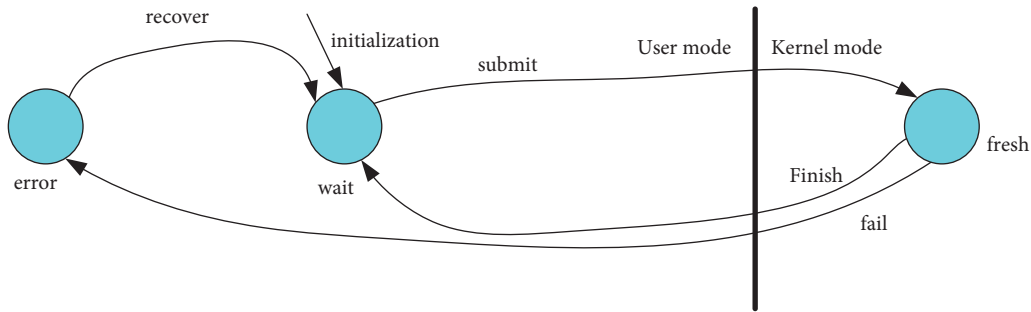 recover
initialization
User mode
Kernel mode
submit
error
wait
fresh
Finish
fail